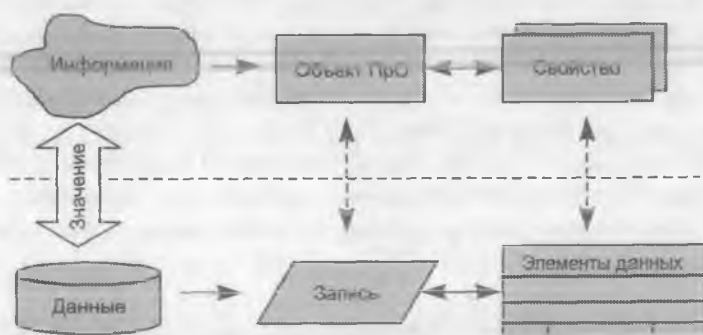 Информация
Объект ПрО
Свойство
Значение
Данные
Запись
Элементы данных